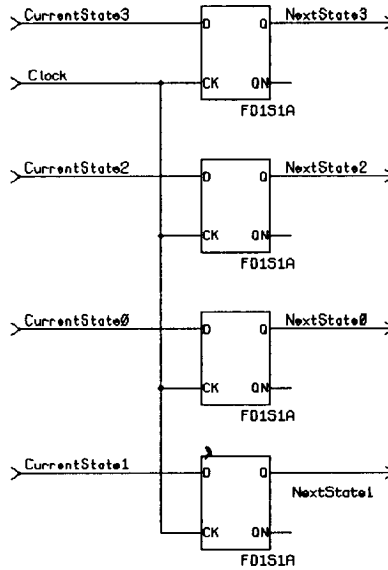 CurrentState3 NextState3
D Q
Clock
CK QN
FD1S1A
CurrentState2 NextState2
D Q
CK QN
FD1S1A
CurrentState0 NextState0
D Q
CK QN
FD1S1A
CurrentState1
D Q
NextState1
CK QN
FD1S1A